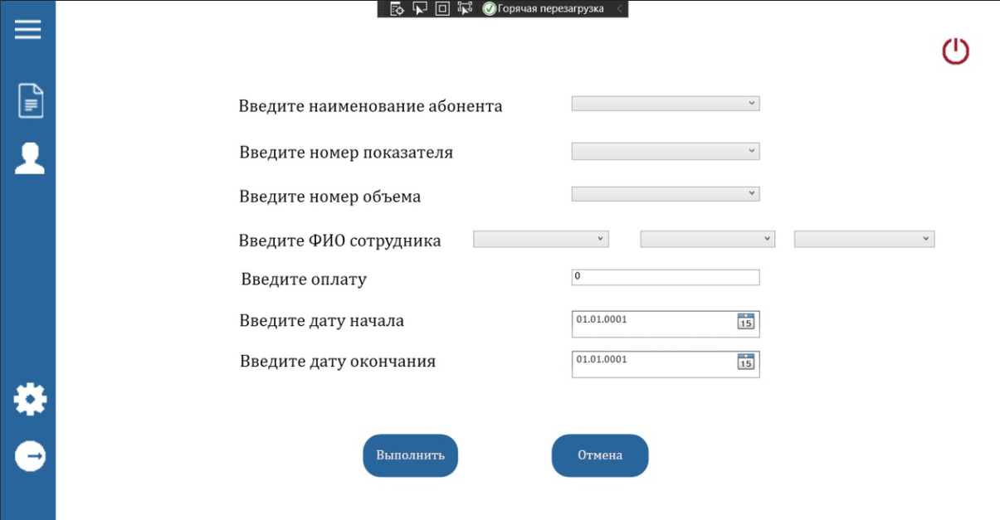 Горячая перезагрузка
Введите наименование абонента
Введите номер показателя
Введите номер объема
Введите ФИО сотрудника
Введите оплату 0
Введите дату начала 01.01.0001 15
Введите дату окончания 01.01.0001 15
Выполнить Отмена